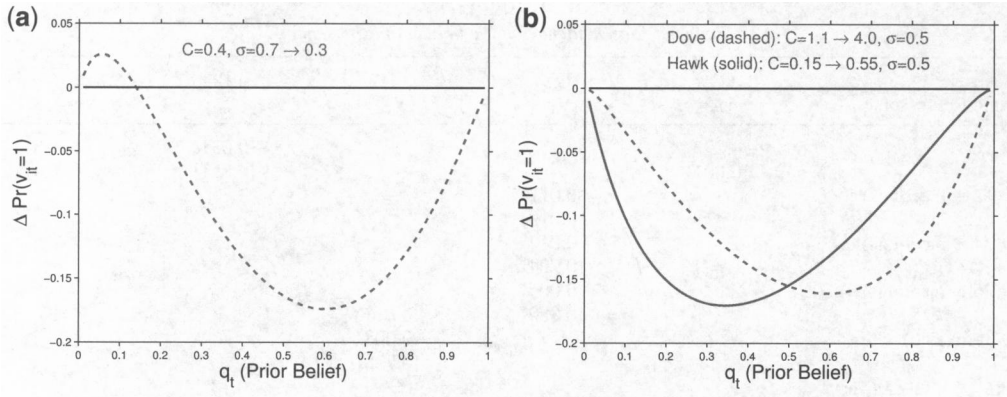 (a)
C=0.4, σ=0.7 → 0.3
0.05
0
−0.05
−0.1
−0.15
−0.2
Δ Pr(vit=1)
0 0.1 0.2 0.3 0.4 0.5 0.6 0.7 0.8 0.9 1
qt (Prior Belief)
(b)
Dove (dashed): C=1.1 → 4.0, σ=0.5
Hawk (solid): C=0.15 → 0.55, σ=0.5
0.05
0
−0.05
−0.1
−0.15
−0.2
Δ Pr(vit=1)
0 0.1 0.2 0.3 0.4 0.5 0.6 0.7 0.8 0.9 1
qt (Prior Belief)